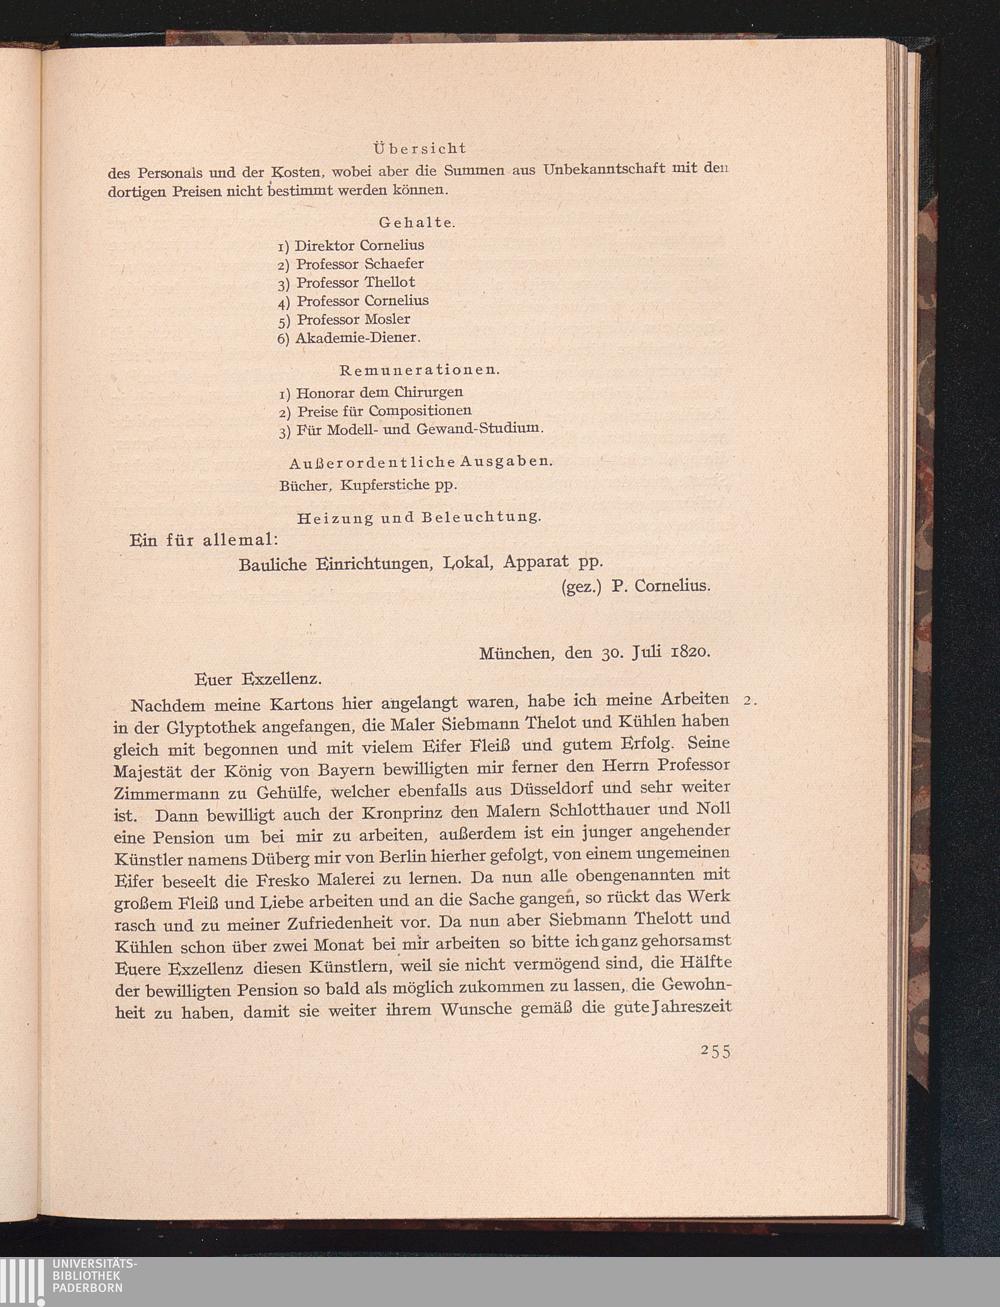 Übersicht
des Personals und der Kosten, wobei aber die Summen aus Unbekanntschaft mit den
dortigen Preisen nicht bestimmt werden können.
Gehalte.
1) Direktor Cornelius
2) Professor Schaefer
3) Professor Thellot
4) Professor Cornelius
5) Professor Mosler
6) Akademie-Diener.
Remunerationen.
1) Honorar dem Chirurgen
2) Preise für Compositionen
3) Für Modell- und Gewand-Studium.
Außerordentliche Ausgaben.
Bücher, Kupferstiche pp.
Heizung und Beleuchtung.
Ein für allemal:
Bauliche Einrichtungen, Lokal, Apparat pp.
(gez.) P. Cornelius.
München, den 30. Juli 1820.
Euer Exzellenz.
Nachdem meine Kartons hier angelangt waren, habe ich meine Arbeiten 2.
in der Glyptothek angefangen, die Maler Siebmann Thelot und Kühlen haben
gleich mit begonnen und mit vielem Eifer Fleiß und gutem Erfolg. Seine
Majestät der König von Bayern bewilligten mir ferner den Herrn Professor
Zimmermann zu Gehülfe, welcher ebenfalls aus Düsseldorf und sehr weiter
ist. Dann bewilligt auch der Kronprinz den Malern Schlotthauer und Noll
eine Pension um bei mir zu arbeiten, außerdem ist ein junger angehender
Künstler namens Düberg mir von Berlin hierher gefolgt, von einem ungemeinen
Eifer beseelt die Fresko Malerei zu lernen. Da nun alle obengenannten mit
großem Fleiß und Liebe arbeiten und an die Sache gangen, so rückt das Werk
rasch und zu meiner Zufriedenheit vor. Da nun aber Siebmann Thelott und
Kühlen schon über zwei Monat bei mir arbeiten so bitte ich ganz gehorsamst
Euere Exzellenz diesen Künstlern, weil sie nicht vermögend sind, die Hälfte
der bewilligten Pension so bald als möglich zukommen zu lassen, die Gewohn-
heit zu haben, damit sie weiter ihrem Wunsche gemäß die gute Jahreszeit
255
UNIVERSITÄTS-
BIBLIOTHEK
PADERBORN